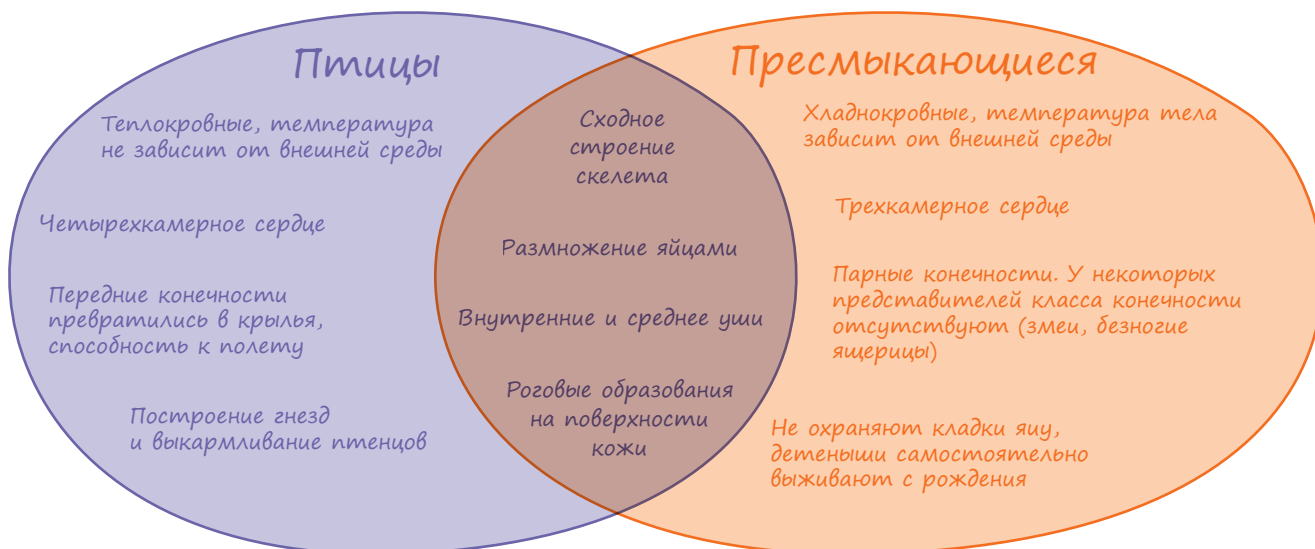 Птицы
Теплокровные, температура
не зависит от внешней среды
Четырехкамерное сердце
Передние конечности
превратились в крылья,
способность к полету
Построение гнезд
и выкармливание птенцов
Сходное
строение
скелета
Размножение яйцами
Внутренние и среднее уши
Роговые образования
на поверхности
кожи
Пресмыкающиеся
Хладнокровные, температура тела
зависит от внешней среды
Трехкамерное сердце
Парные конечности. У некоторых
представителей класса конечности
отсутствуют (змеи, безногие
ящерицы)
Не охраняют кладки яиц,
детеныши самостоятельно
выживают с рождения